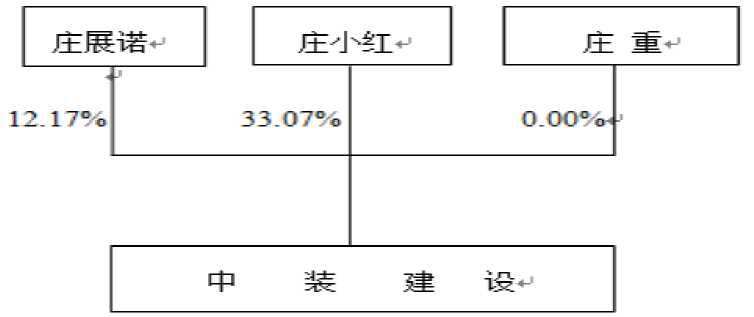 庄展诺
庄小红
庄 重
12.17%
33.07%
0.00%
中 装 建 设